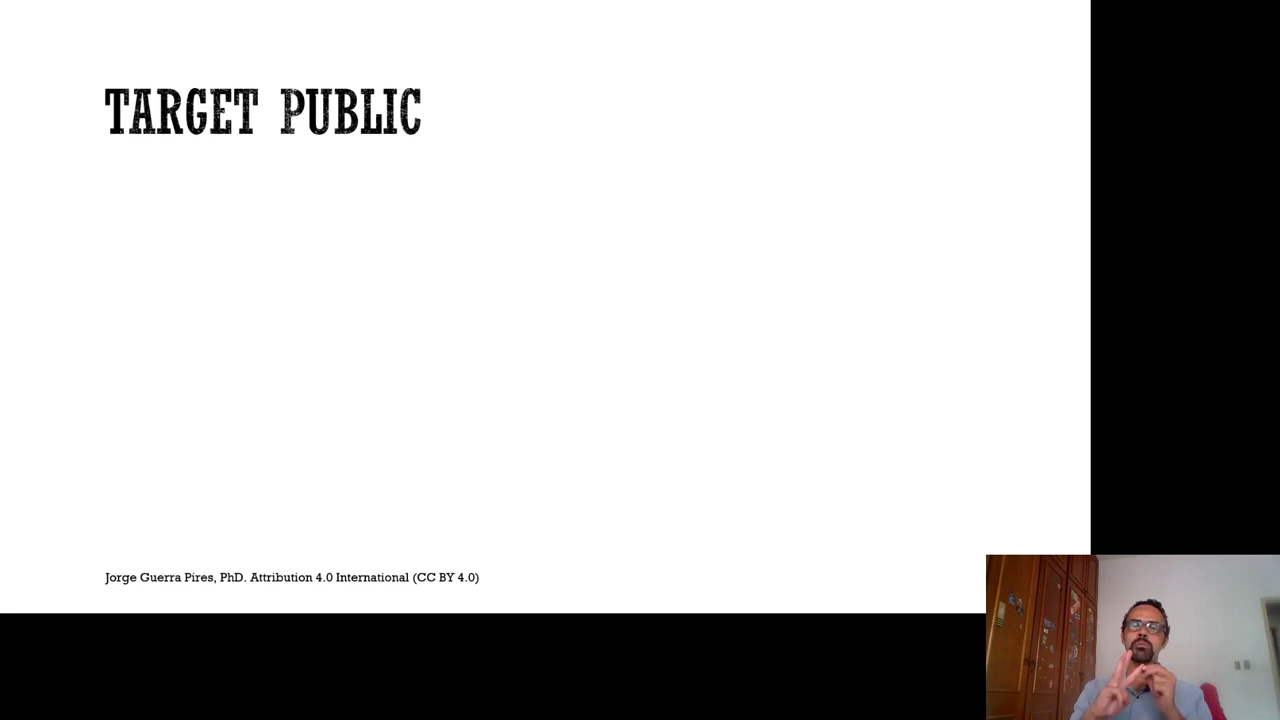 TARGET PUBLIC
Jorge Guerra Pires, PhD. Attribution 4.0 International (CC BY 4.0)